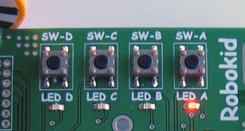 SW-D SW-C SW-B SW-A
LED D LED C LED B LED A
Robokid